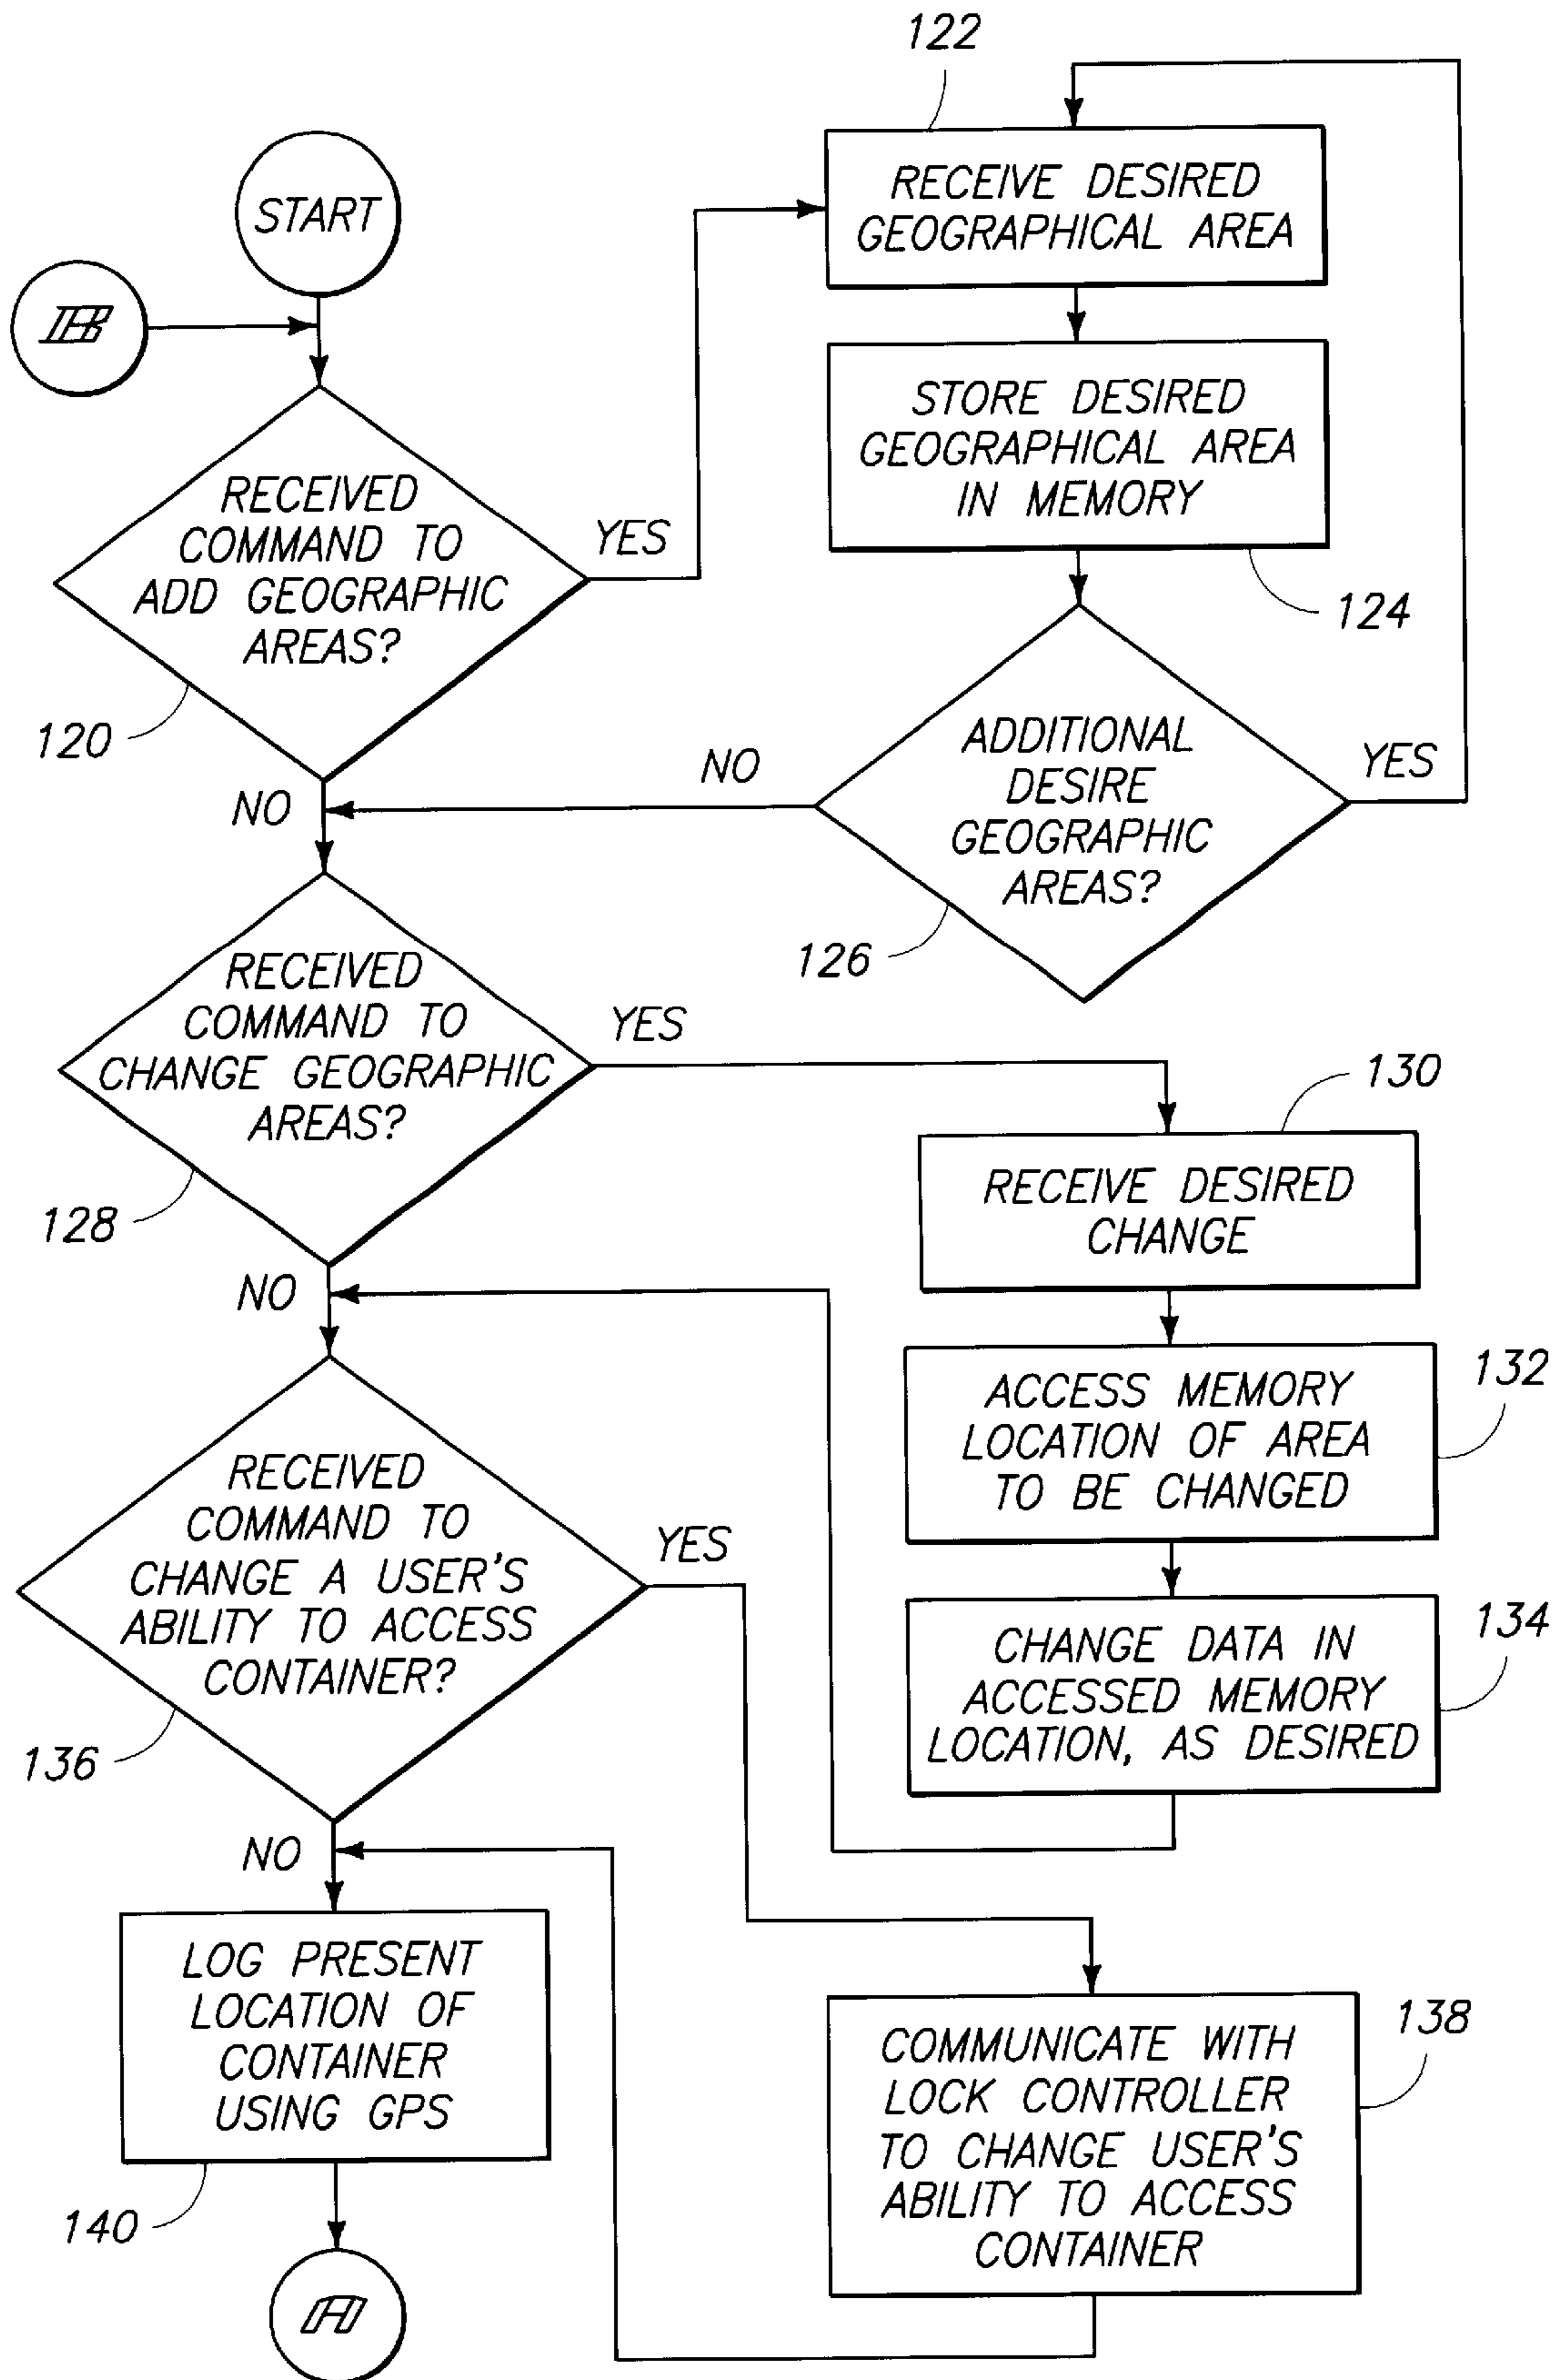 122
START
RECEIVE DESIRED
GEOGRAPHICAL AREA
B
STORE DESIRED
GEOGRAPHICAL AREA
IN MEMORY
124
RECEIVED
COMMAND TO
ADD GEOGRAPHIC
AREAS?
YES
120
NO
ADDITIONAL
DESIRE
GEOGRAPHIC
AREAS?
YES
NO
126
RECEIVED
COMMAND TO
CHANGE GEOGRAPHIC
AREAS?
YES
128
NO
130
RECEIVE DESIRED
CHANGE
ACCESS MEMORY
LOCATION OF AREA
TO BE CHANGED
132
CHANGE DATA IN
ACCESSED MEMORY
LOCATION, AS DESIRED
134
RECEIVED
COMMAND TO
CHANGE A USER'S
ABILITY TO ACCESS
CONTAINER?
YES
136
NO
LOG PRESENT
LOCATION OF
CONTAINER
USING GPS
140
COMMUNICATE WITH
LOCK CONTROLLER
TO CHANGE USER'S
ABILITY TO ACCESS
CONTAINER
138
A